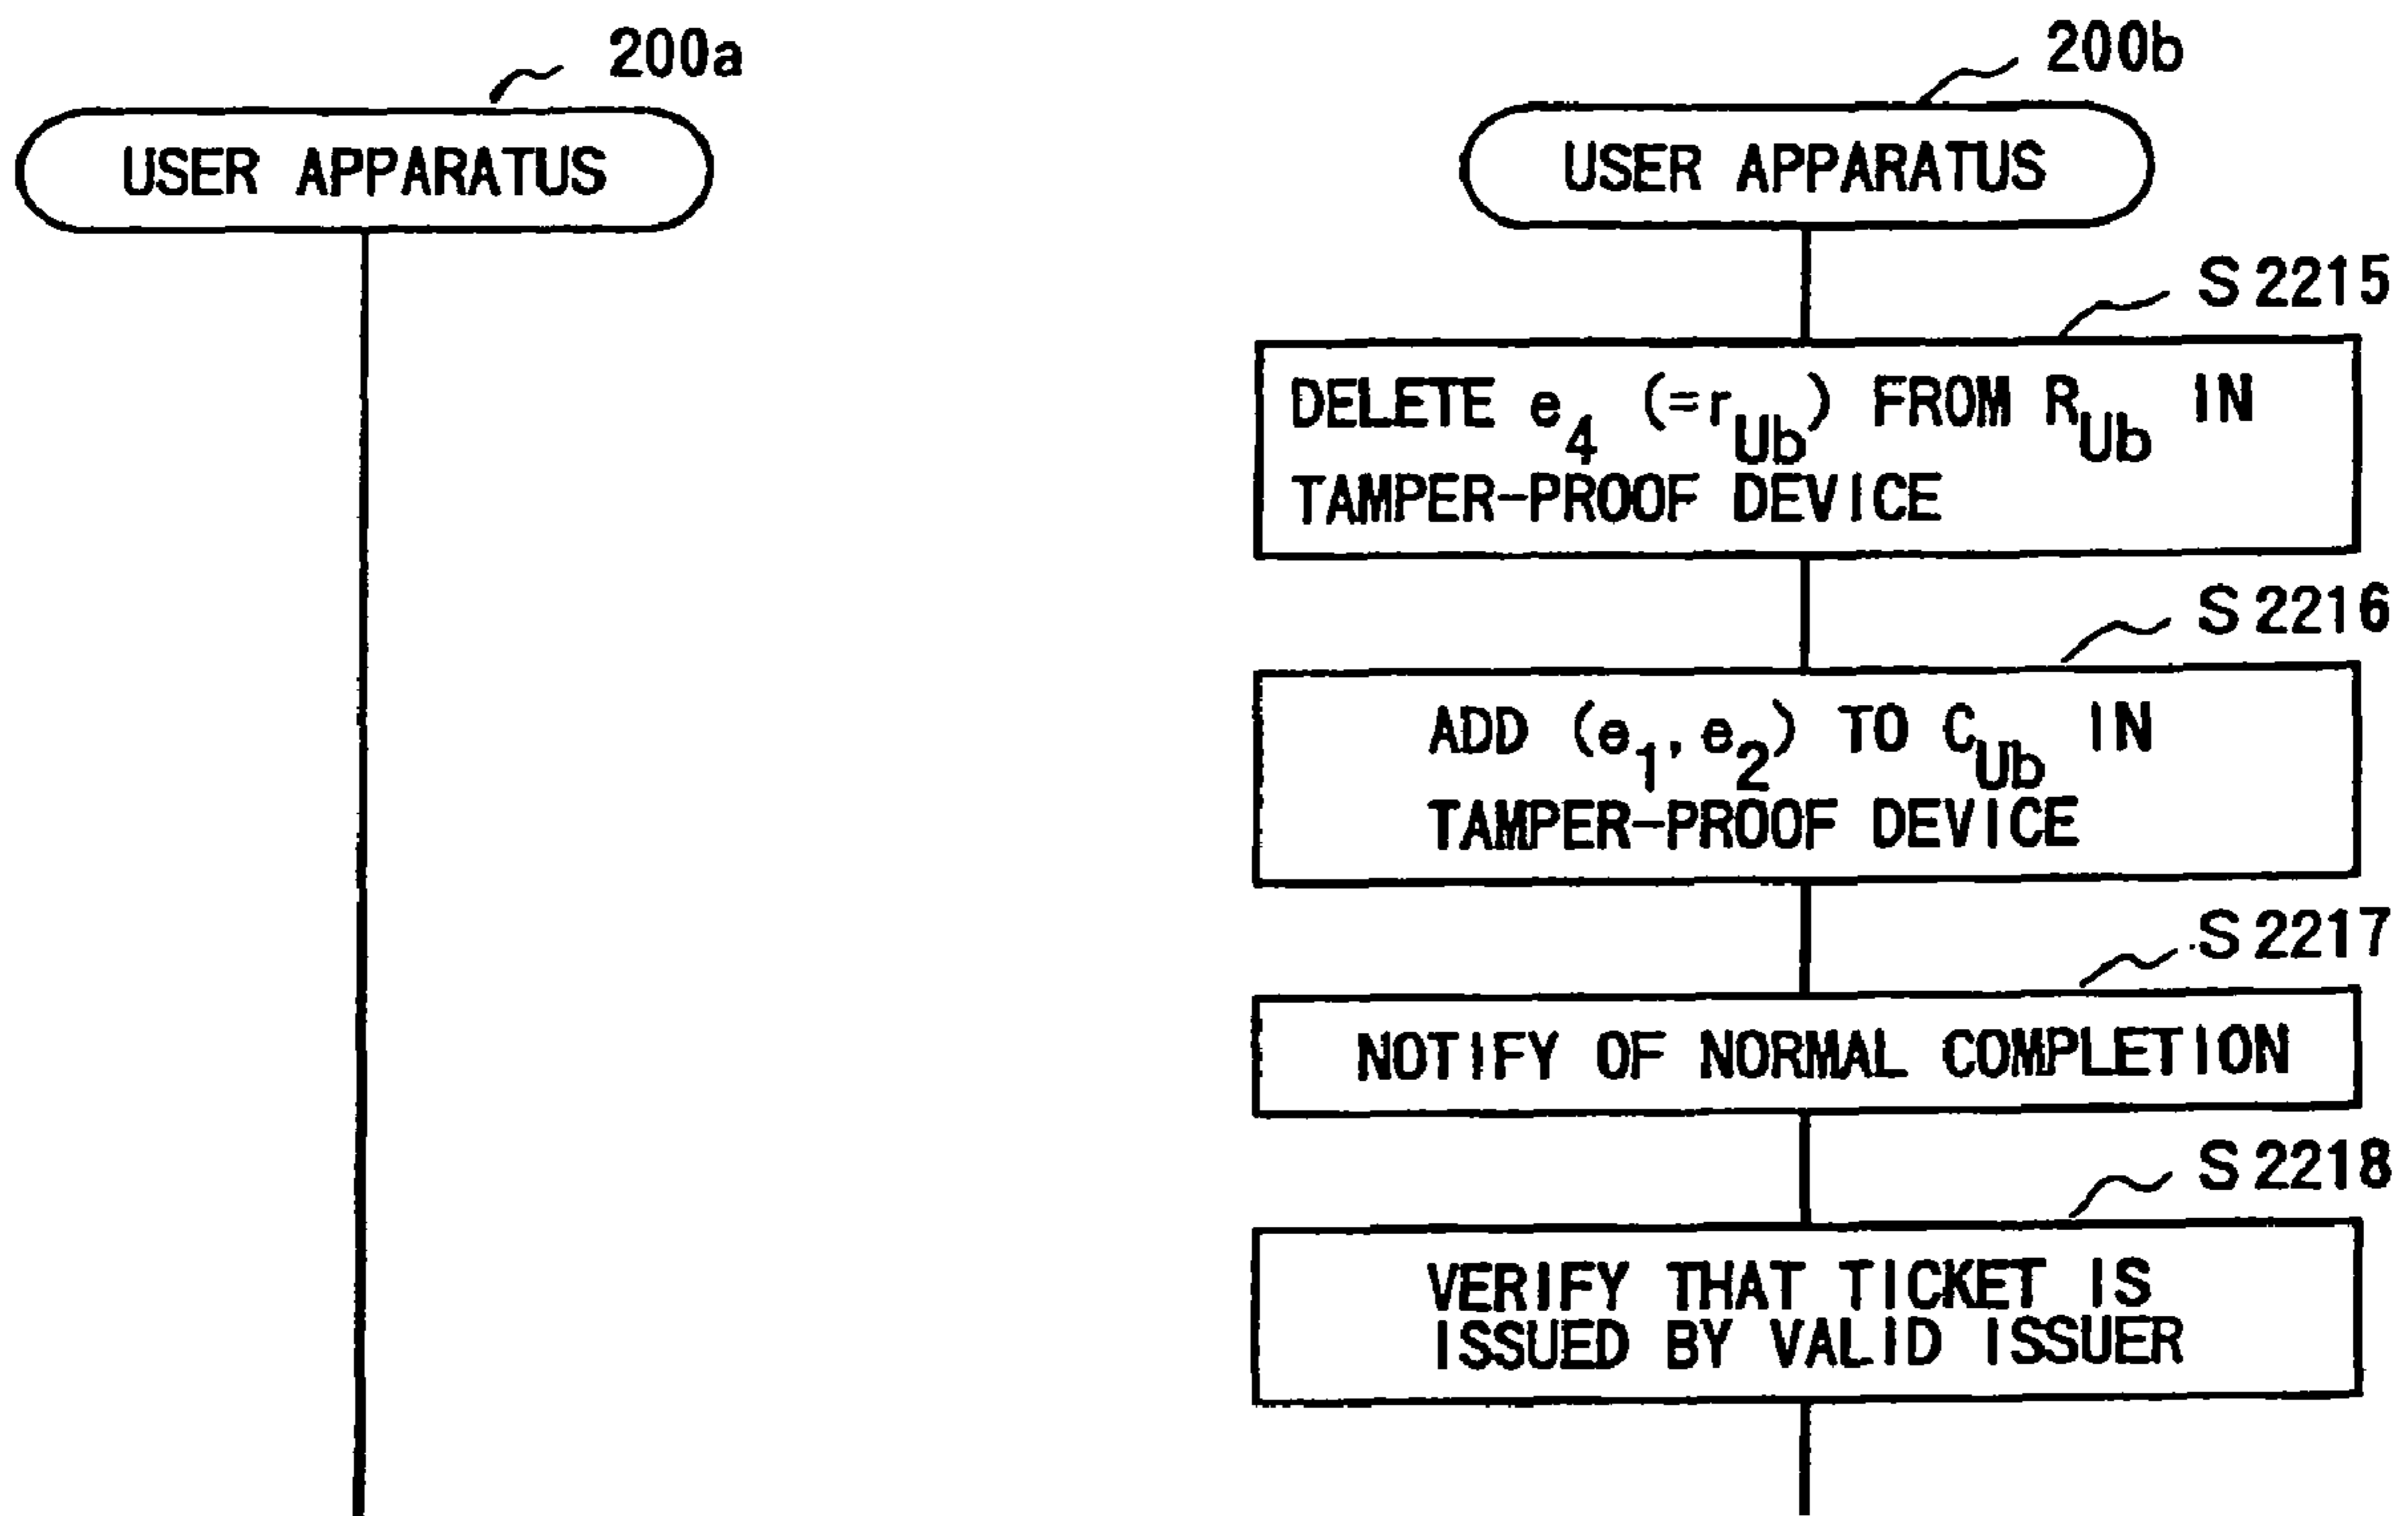 200a
USER APPARATUS
200b
USER APPARATUS
S2215
DELETE e4 (=rUb) FROM RUb IN
TAMPER-PROOF DEVICE
S2216
ADD (e1, e2) TO CUb IN
TAMPER-PROOF DEVICE
S2217
NOTIFY OF NORMAL COMPLETION
S2218
VERIFY THAT TICKET IS
ISSUED BY VALID ISSUER